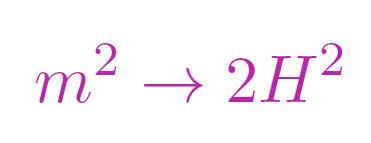 m² → 2H²